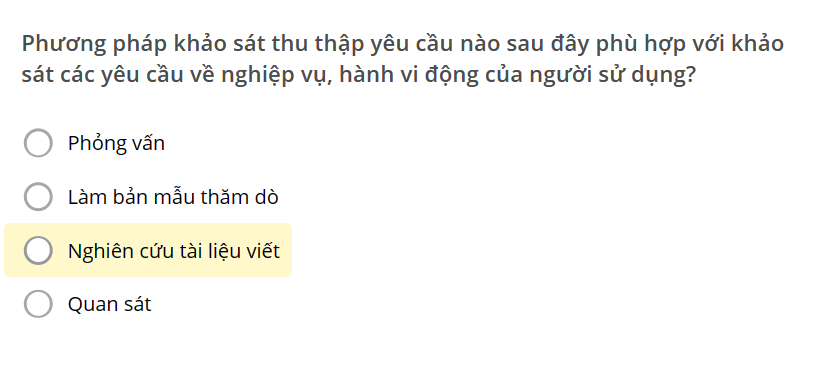 Phương pháp khảo sát thu thập yêu cầu nào sau đây phù hợp với khảo
sát các yêu cầu về nghiệp vụ, hành vi động của người sử dụng?
Phỏng vấn
Làm bản mẫu thăm dò
Nghiên cứu tài liệu viết
Quan sát